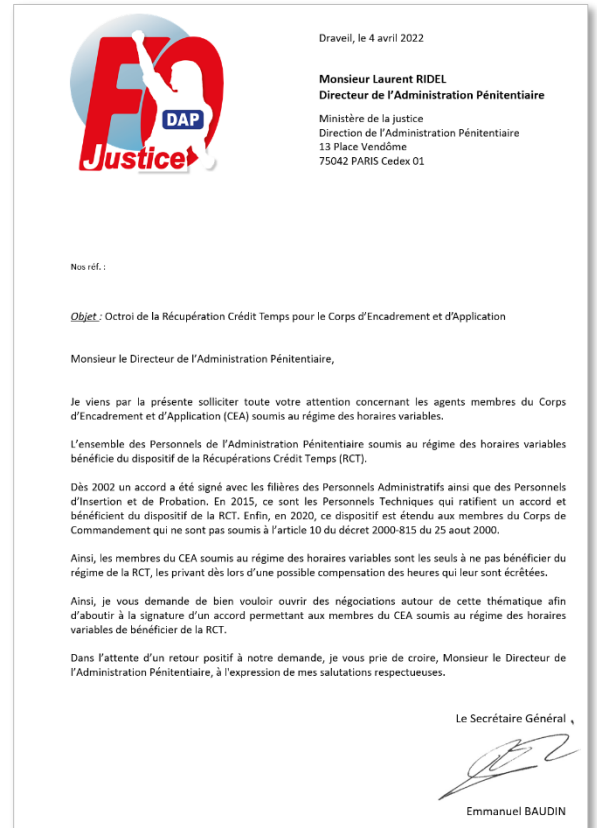 FO
DAP
Justice
Draveil, le 4 avril 2022
Monsieur Laurent RIDEL
Directeur de l'Administration Pénitentiaire
Ministère de la justice
Direction de l'Administration Pénitentiaire
13 Place Vendôme
75042 PARIS Cedex 01
Nos réf. :
Objet : Octroi de la Récupération Crédit Temps pour le Corps d'Encadrement et d'Application
Monsieur le Directeur de l'Administration Pénitentiaire,
Je viens par la présente solliciter toute votre attention concernant les agents membres du Corps
d'Encadrement et d'Application (CEA) soumis au régime des horaires variables.
L'ensemble des Personnels de l'Administration Pénitentiaire soumis au régime des horaires variables
bénéficie du dispositif de la Récupérations Crédit Temps (RCT).
Dès 2002 un accord a été signé avec les filières des Personnels Administratifs ainsi que des Personnels
d'Insertion et de Probation. En 2015, ce sont les Personnels Techniques qui ratifient un accord et
bénéficient du dispositif de la RCT. Enfin, en 2020, ce dispositif est étendu aux membres du Corps de
Commandement qui ne sont pas soumis à l'article 10 du décret 2000-815 du 25 aout 2000.
Ainsi, les membres du CEA soumis au régime des horaires variables sont les seuls à ne pas bénéficier du
régime de la RCT, les privant dès lors d'une possible compensation des heures qui leur sont écrêtées.
Ainsi, je vous demande de bien vouloir ouvrir des négociations autour de cette thématique afin
d'aboutir à la signature d'un accord permettant aux membres du CEA soumis au régime des horaires
variables de bénéficier de la RCT.
Dans l'attente d'un retour positif à notre demande, je vous prie de croire, Monsieur le Directeur de
l'Administration Pénitentiaire, à l'expression de mes salutations respectueuses.
Le Secrétaire Général
Emmanuel BAUDIN